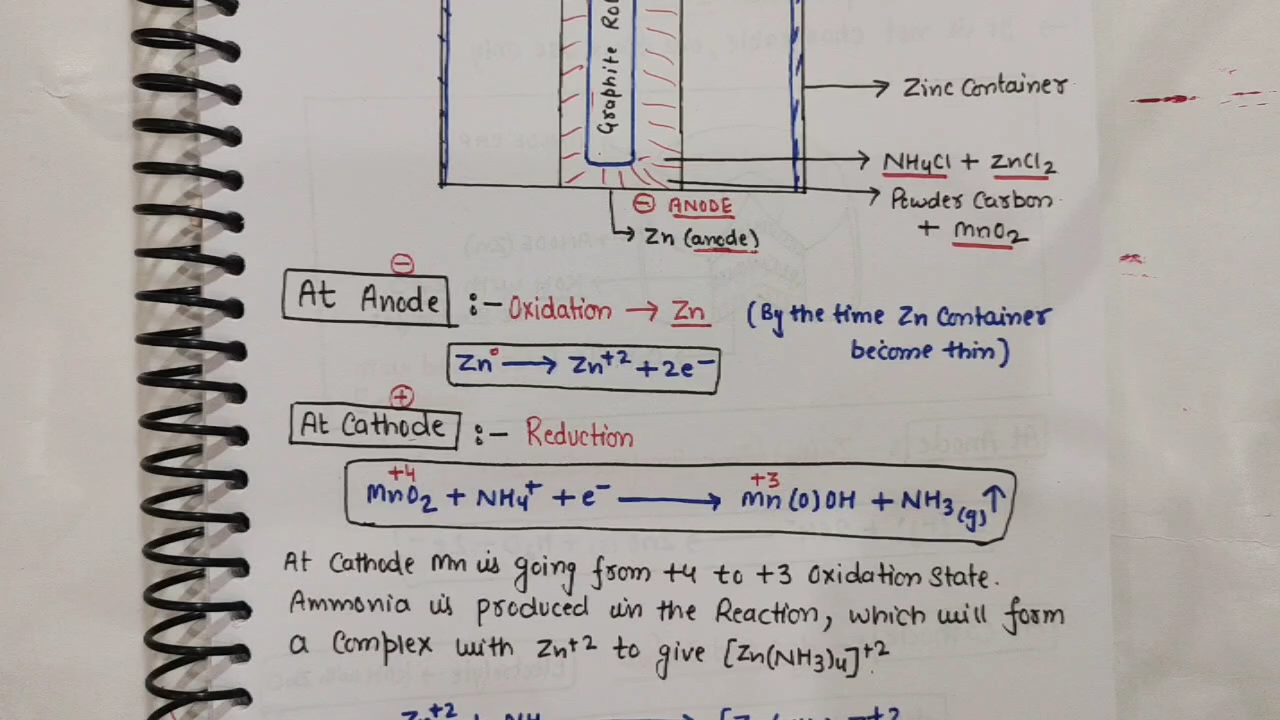 Graphite Ro
Zinc Container
NH4Cl + ZnCl2
Powder Carbon
+ MnO2
⊖ ANODE
Zn (anode)
⊖
At Anode :- Oxidation → Zn (By the time Zn Container
become thin)
Zn° → Zn+2 + 2e-
⊕
At Cathode :- Reduction
+4 +3
MnO2 + NH4+ + e- → Mn(O)OH + NH3(g)↑
At Cathode Mn is going from +4 to +3 Oxidation State.
Ammonia is produced in the Reaction, which will form
a Complex with Zn+2 to give [Zn(NH3)4]+2